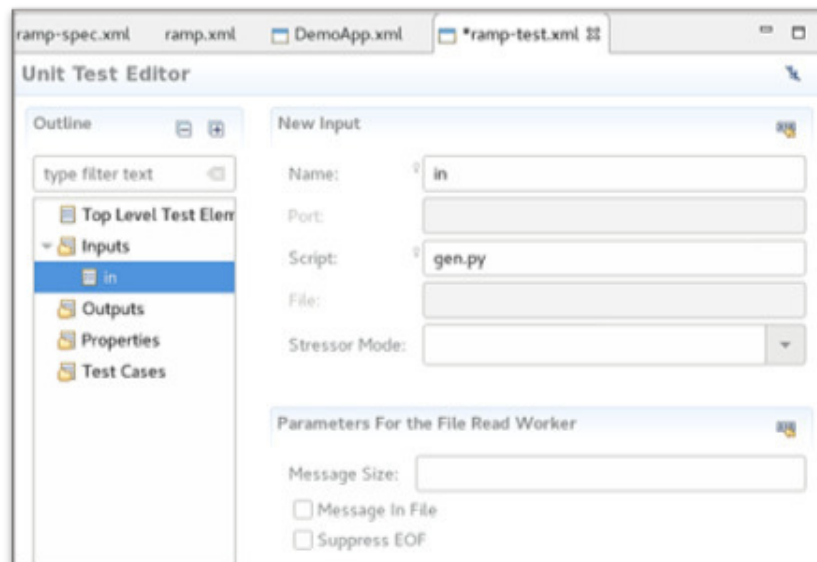 ramp-spec.xml ramp.xml DemoApp.xml *ramp-test.xml
Unit Test Editor
Outline
type filter text
Top Level Test Elem
Inputs
in
Outputs
Properties
Test Cases
New Input
Name: in
Port:
Script: gen.py
File:
Stressor Mode:
Parameters For the File Read Worker
Message Size:
Message In File
Suppress EOF